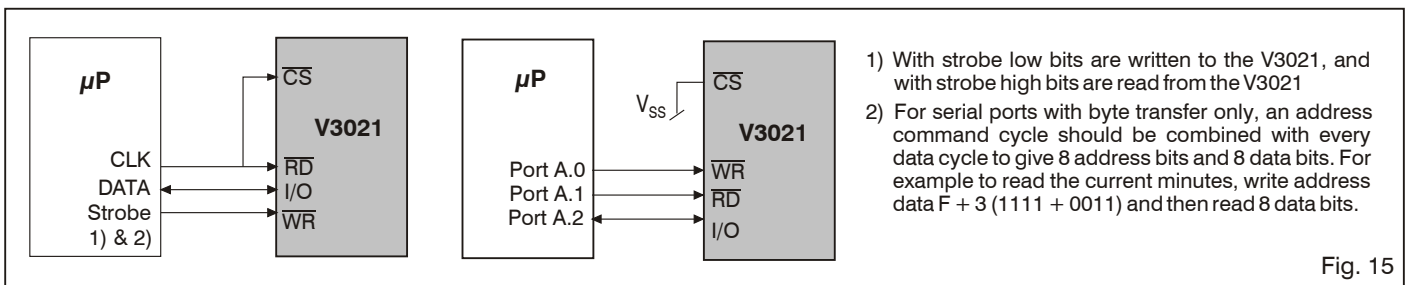 µP
CS
V3021
CLK
RD
DATA
I/O
Strobe
WR
1) & 2)
µP
CS
VSS
V3021
Port A.0
WR
Port A.1
RD
Port A.2
I/O
1) With strobe low bits are written to the V3021, and
with strobe high bits are read from the V3021
2) For serial ports with byte transfer only, an address
command cycle should be combined with every
data cycle to give 8 address bits and 8 data bits. For
example to read the current minutes, write address
data F + 3 (1111 + 0011) and then read 8 data bits.
Fig. 15